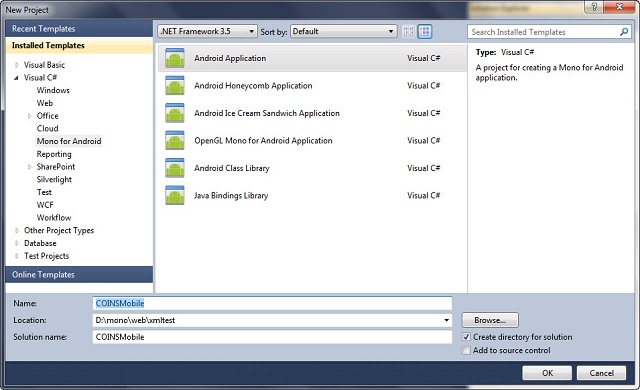 New Project
Recent Templates
Installed Templates
Visual Basic
Visual C#
Windows
Web
Office
Cloud
Mono for Android
Reporting
SharePoint
Silverlight
Test
WCF
Workflow
Other Project Types
Database
Test Projects
Online Templates
.NET Framework 3.5 Sort by: Default
Android Application Visual C#
Android Honeycomb Application Visual C#
Android Ice Cream Sandwich Application Visual C#
OpenGL Mono for Android Application Visual C#
Android Class Library Visual C#
Java Bindings Library Visual C#
Search Installed Templates
Type: Visual C#
A project for creating a Mono for Android
application.
Name: COINSMobile
Location: D:\mono\web\xmltest Browse...
Solution name: COINSMobile
Create directory for solution
Add to source control
OK Cancel